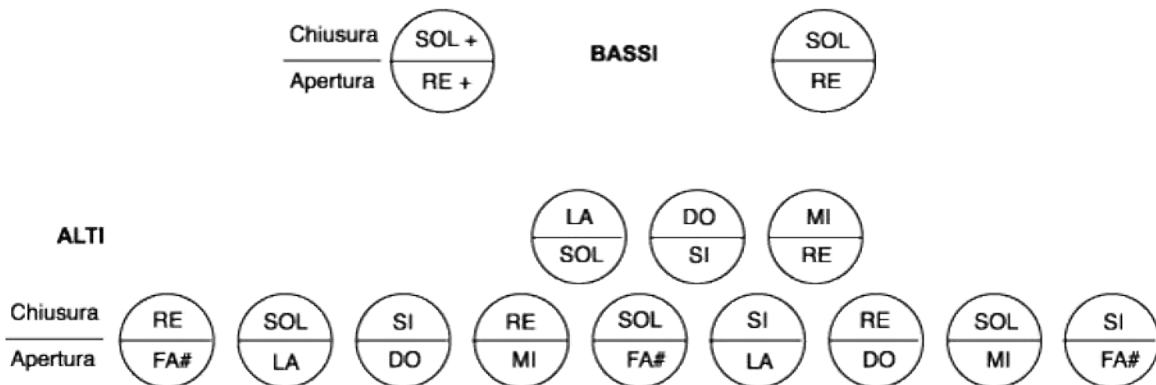 Chiusura SOL + BASSI SOL
Apertura RE + RE
LA DO MI
ALTI
SOL SI RE
Chiusura RE SOL SI RE SOL SI RE SOL SI
Apertura FA# LA DO MI FA# LA DO MI FA#